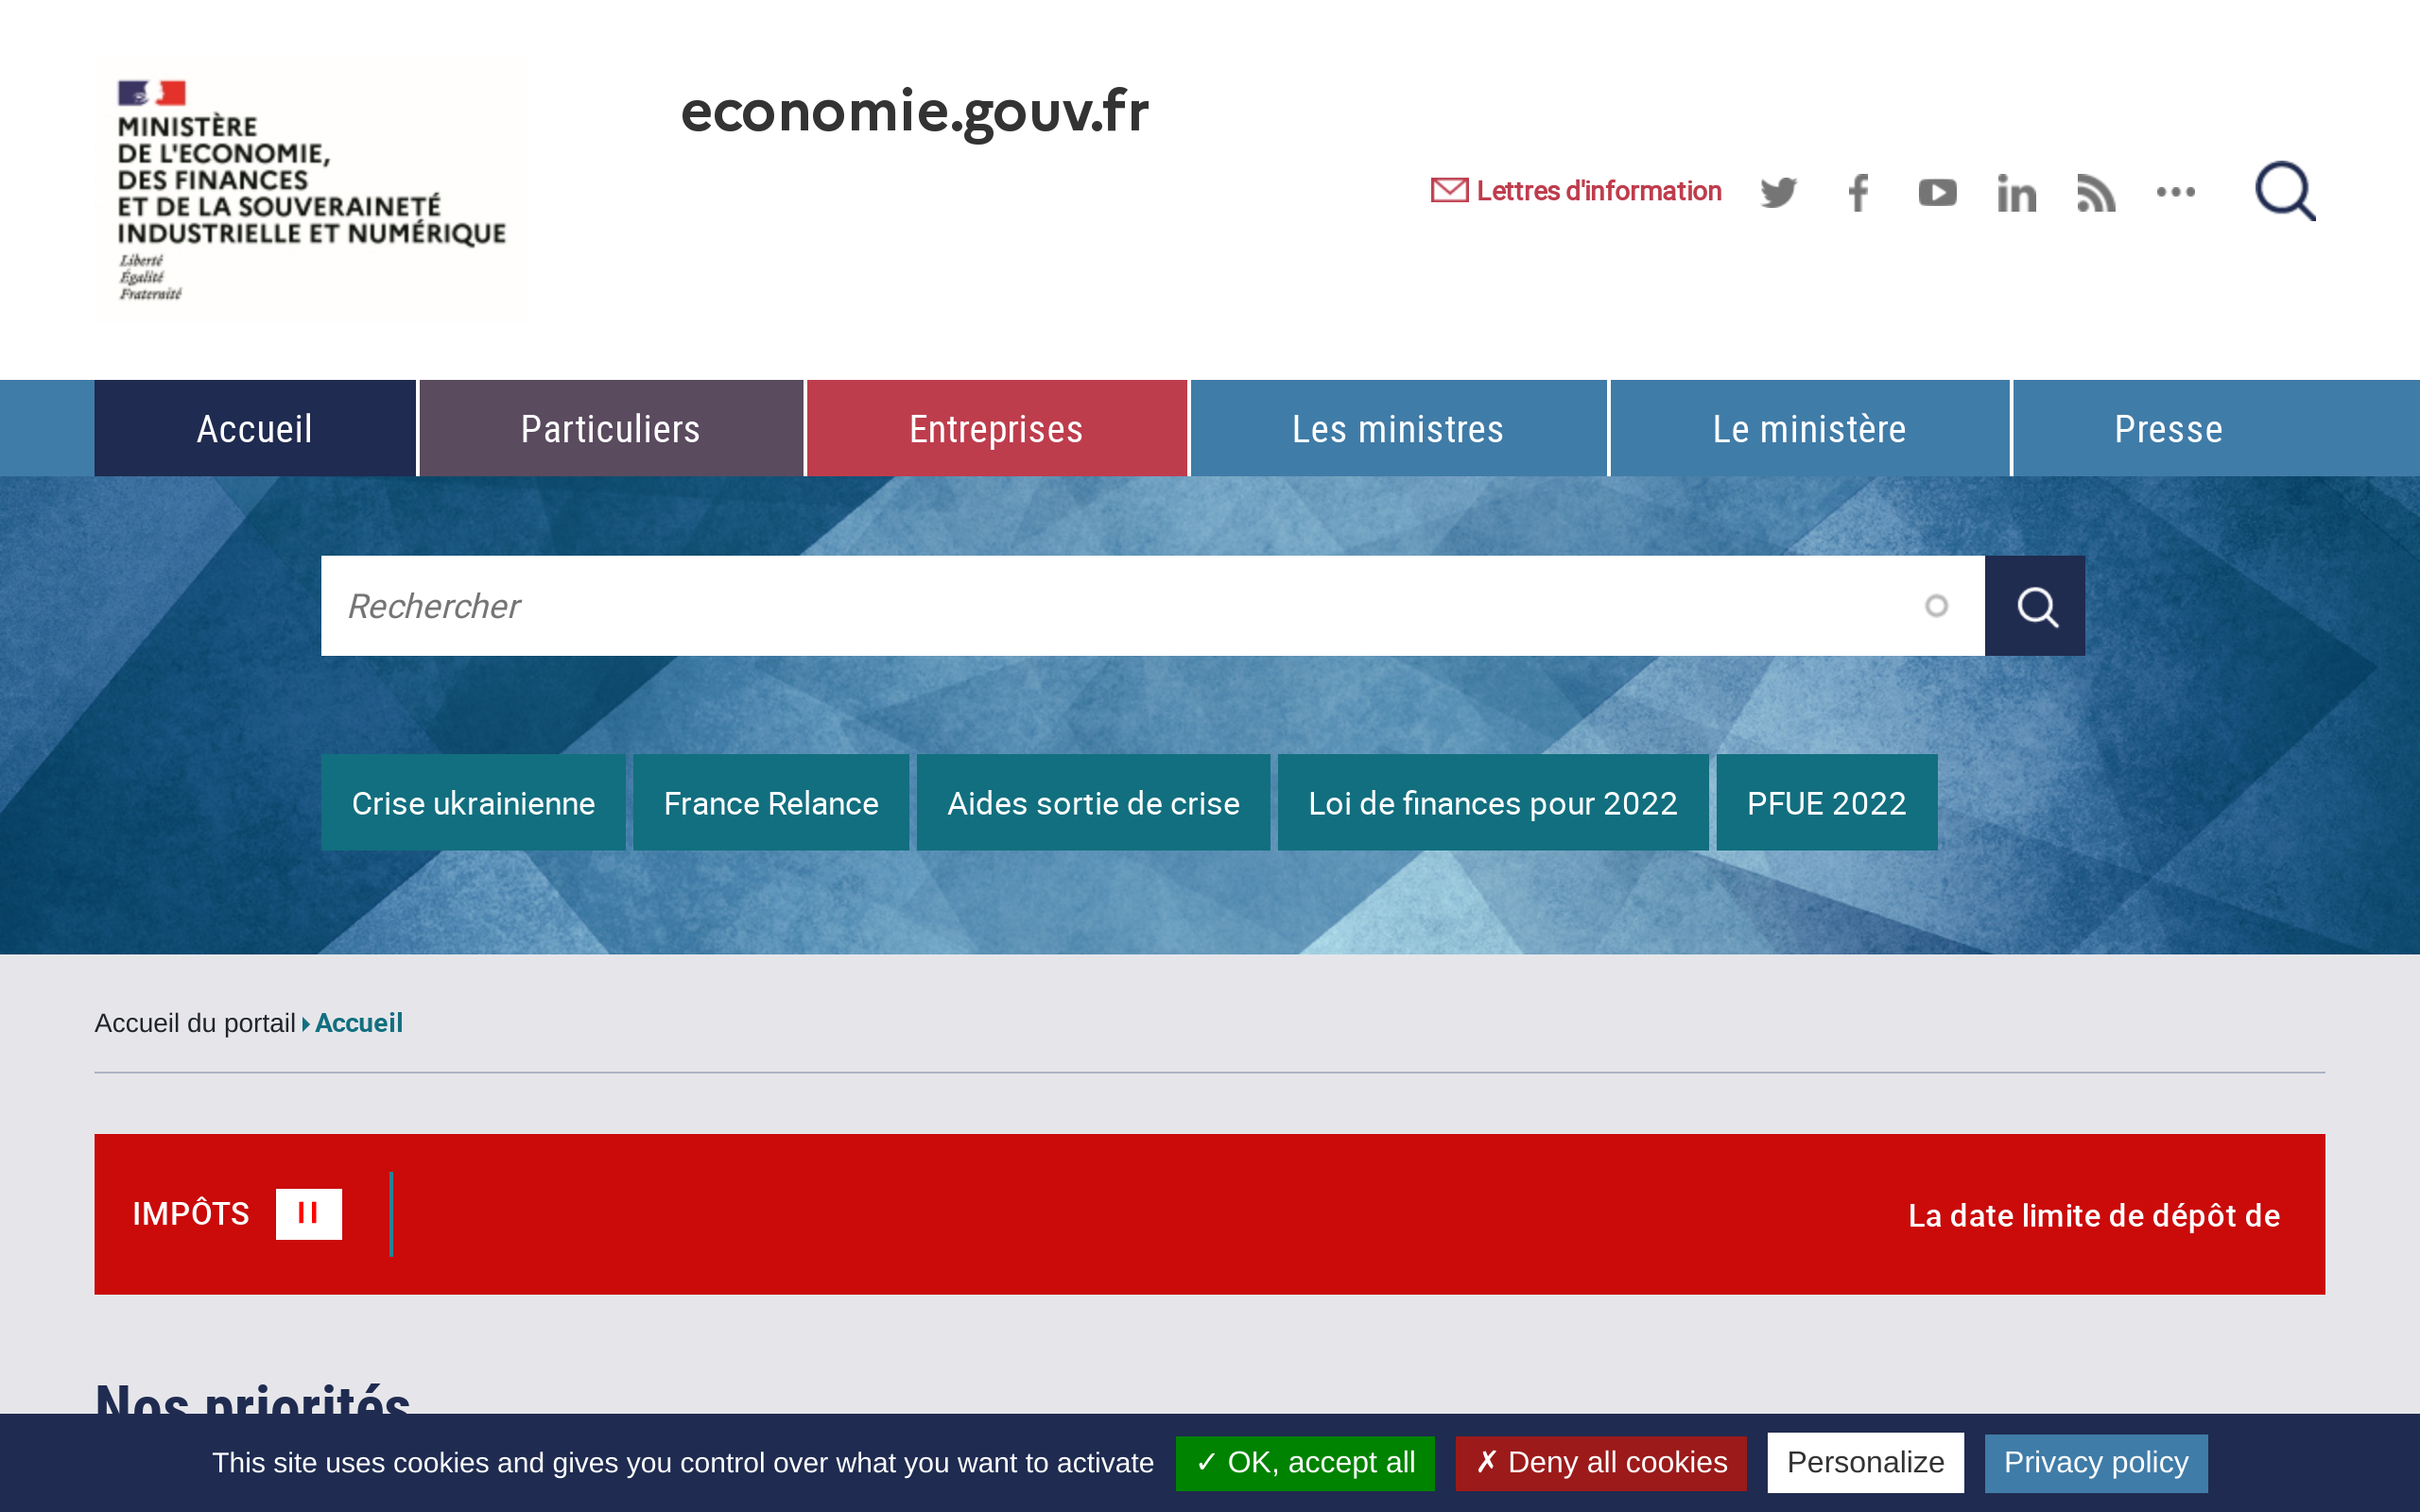 MINISTÈRE
DE L'ECONOMIE,
DES FINANCES
ET DE LA SOUVERAINETÉ
INDUSTRIELLE ET NUMÉRIQUE
Liberté
Égalité
Fraternité
economie.gouv.fr
Lettres d'information
Accueil Particuliers Entreprises Les ministres Le ministère Presse
Rechercher
Crise ukrainienne France Relance Aides sortie de crise Loi de finances pour 2022 PFUE 2022
Accueil du portail Accueil
IMPÔTS La date limite de dépôt de
Nos priorités
This site uses cookies and gives you control over what you want to activate ✓ OK, accept all ✗ Deny all cookies Personalize Privacy policy